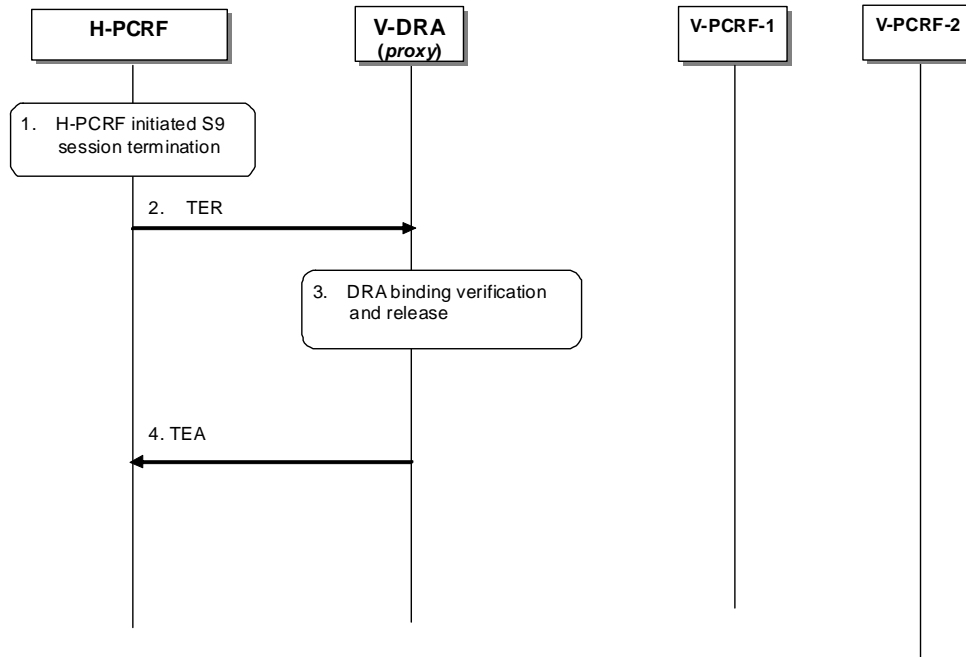 H-PCRF
V-DRA
(proxy)
V-PCRF-1
V-PCRF-2
1. H-PCRF initiated S9
session termination
2. TER
3. DRA binding verification
and release
4. TEA